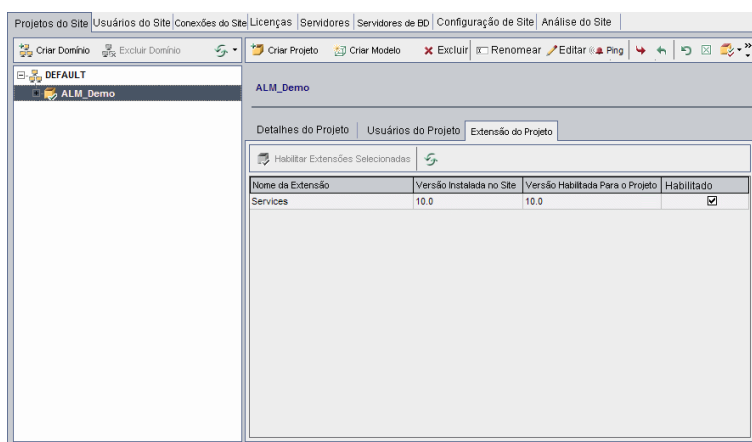 Projetos do Site Usuários do Site Conexões do Site Licenças Servidores Servidores de BD Configuração de Site Análise do Site
Criar Domínio Excluir Domínio Criar Projeto Criar Modelo Excluir Renomear Editar Ping
DEFAULT
ALM_Demo
ALM_Demo
Detalhes do Projeto Usuários do Projeto Extensão do Projeto
Habilitar Extensões Selecionadas
Nome da Extensão Versão Instalada no Site Versão Habilitada Para o Projeto Habilitado
Services 10.0 10.0